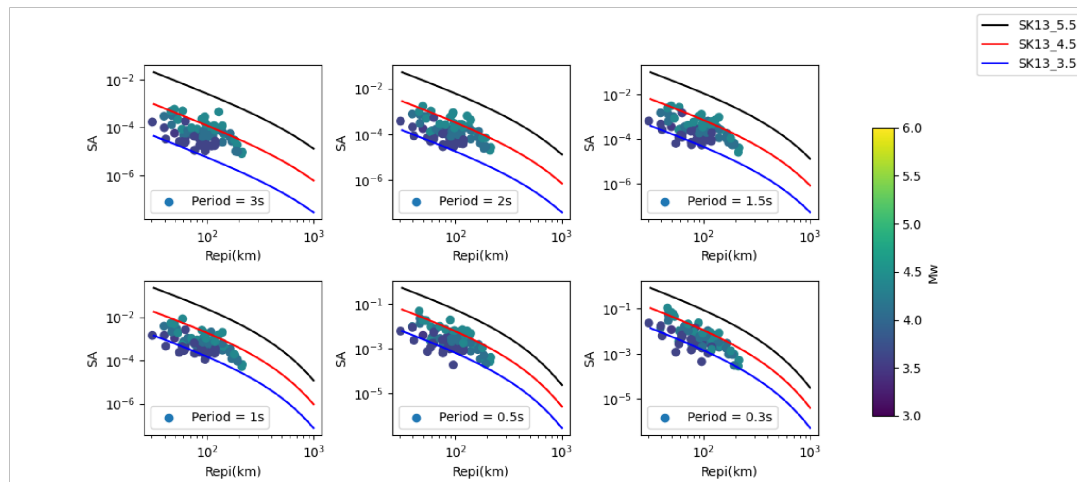 SK13_5.5
SK13_4.5
SK13_3.5
10⁻²
10⁻⁴
10⁻⁶
SA
Period = 3s
10²
10³
Repi(km)
10⁻²
10⁻⁴
10⁻⁶
SA
Period = 2s
10²
10³
Repi(km)
10⁻²
10⁻⁴
10⁻⁶
SA
Period = 1.5s
10²
10³
Repi(km)
10⁻²
10⁻⁴
10⁻⁶
SA
Period = 1s
10²
10³
Repi(km)
10⁻¹
10⁻³
10⁻⁵
SA
Period = 0.5s
10²
10³
Repi(km)
10⁻¹
10⁻³
10⁻⁵
SA
Period = 0.3s
10²
10³
Repi(km)
6.0
5.5
5.0
4.5
4.0
3.5
3.0
Mw